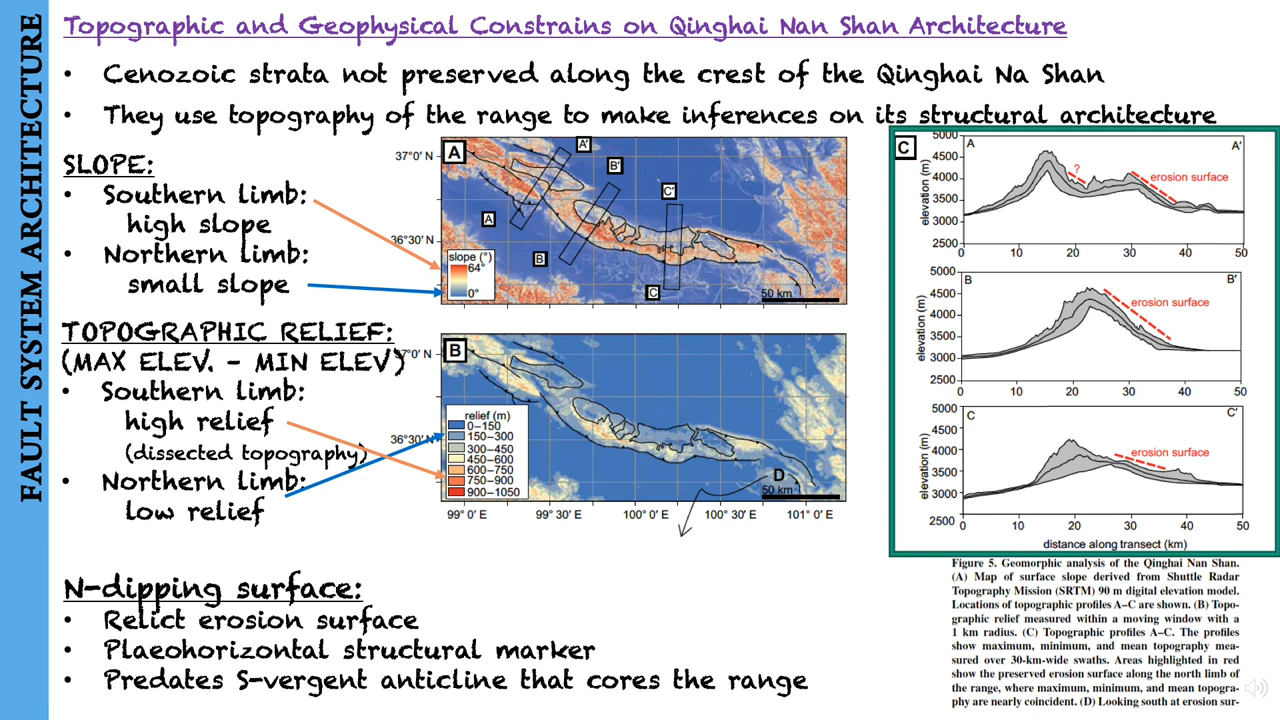 FAULT SYSTEM ARCHITECTURE
Topographic and Geophysical Constrains on Qinghai Nan Shan Architecture
• Cenozoic strata not preserved along the crest of the Qinghai Na Shan
• They use topography of the range to make inferences on its structural architecture
SLOPE:
• Southern limb:
high slope
• Northern limb:
small slope
TOPOGRAPHIC RELIEF:
(MAX ELEV. - MIN ELEV)
• Southern limb:
high relief
(dissected topography)
• Northern limb:
low relief
N-dipping surface:
• Relict erosion surface
• Plaeohorizontal structural marker
• Predates S-vergent anticline that cores the range
A
37°0' N
36°30' N
A'
B'
C'
A
B
C
slope (°)
64°
0°
50 km
B
37°0' N
36°30' N
relief (m)
0–150
150–300
300–450
450–600
600–750
750–900
900–1050
D
50 km
99° 0' E
99° 30' E
100° 0' E
100° 30' E
101° 0' E
C
A
A'
elevation (m)
5000
4500
4000
3500
3000
2500
?
erosion surface
0 10 20 30 40 50
B
B'
elevation (m)
5000
4500
4000
3500
3000
2500
erosion surface
0 10 20 30 40 50
C
C'
elevation (m)
5000
4500
4000
3500
3000
2500
erosion surface
0 10 20 30 40 50
distance along transect (km)
Figure 5. Geomorphic analysis of the Qinghai Nan Shan.
(A) Map of surface slope derived from Shuttle Radar
Topography Mission (SRTM) 90 m digital elevation model.
Locations of topographic profiles A–C are shown. (B) Topo-
graphic relief measured within a moving window with a
1 km radius. (C) Topographic profiles A–C. The profiles
show maximum, minimum, and mean topography mea-
sured over 30-km-wide swaths. Areas highlighted in red
show the preserved erosion surface along the north limb of
the range, where maximum, minimum, and mean topogra-
phy are nearly coincident. (D) Looking south at erosion sur-